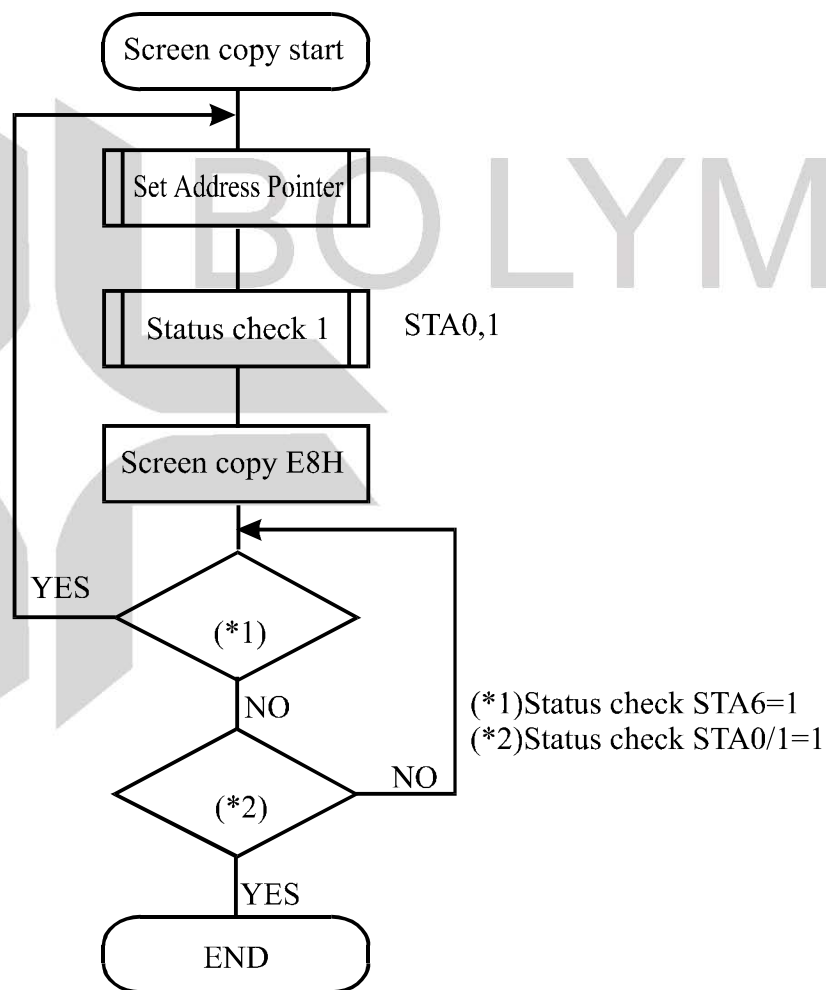 Screen copy start
BOLYM
Set Address Pointer
Status check 1
STA0,1
Screen copy E8H
YES
(*1)
NO
(*1)Status check STA6=1
(*2)Status check STA0/1=1
NO
(*2)
YES
END